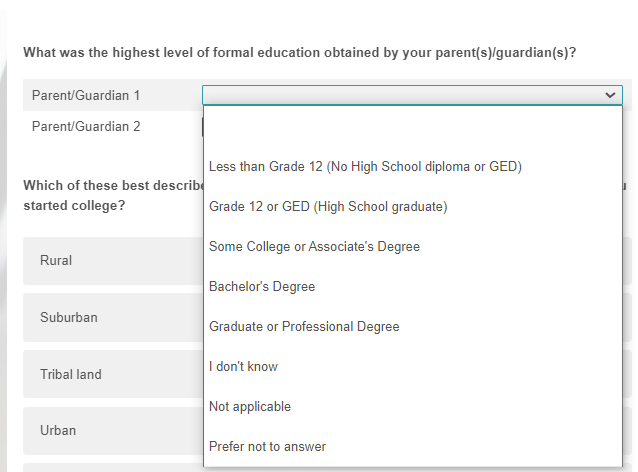 What was the highest level of formal education obtained by your parent(s)/guardian(s)?
Parent/Guardian 1
Parent/Guardian 2
Less than Grade 12 (No High School diploma or GED)
Grade 12 or GED (High School graduate)
Some College or Associate's Degree
Bachelor's Degree
Graduate or Professional Degree
I don't know
Not applicable
Prefer not to answer
Which of these best
started college?
Rural
Suburban
Tribal land
Urban